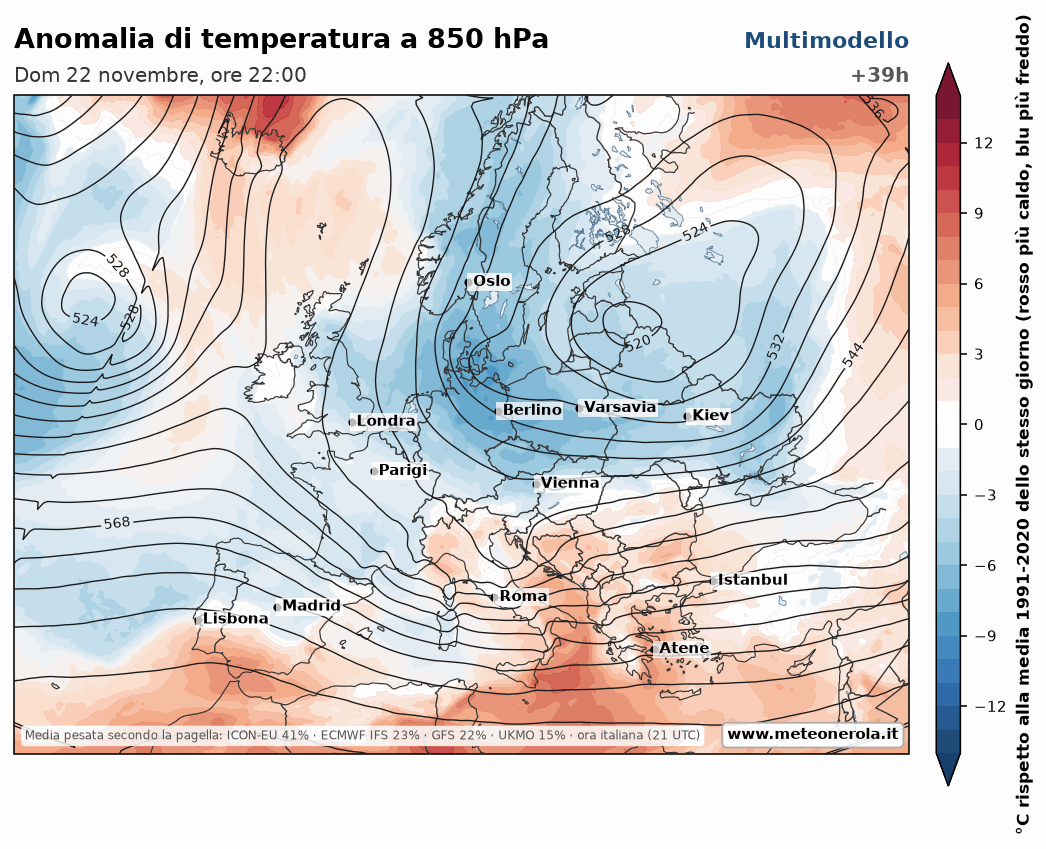 Anomalia di temperatura a 850 hPa
Multimodello
Dom 22 novembre, ore 22:00
+39h
536
528
524
528
524
528
520
532
544
568
Oslo
Berlino
Varsavia
Kiev
Londra
Parigi
Vienna
Istanbul
Roma
Madrid
Lisbona
Atene
Media pesata secondo la pagella: ICON-EU 41% · ECMWF IFS 23% · GFS 22% · UKMO 15% · ora italiana (21 UTC)
www.meteonerola.it
12
9
6
3
0
−3
−6
−9
−12
°C rispetto alla media 1991-2020 dello stesso giorno (rosso più caldo, blu più freddo)